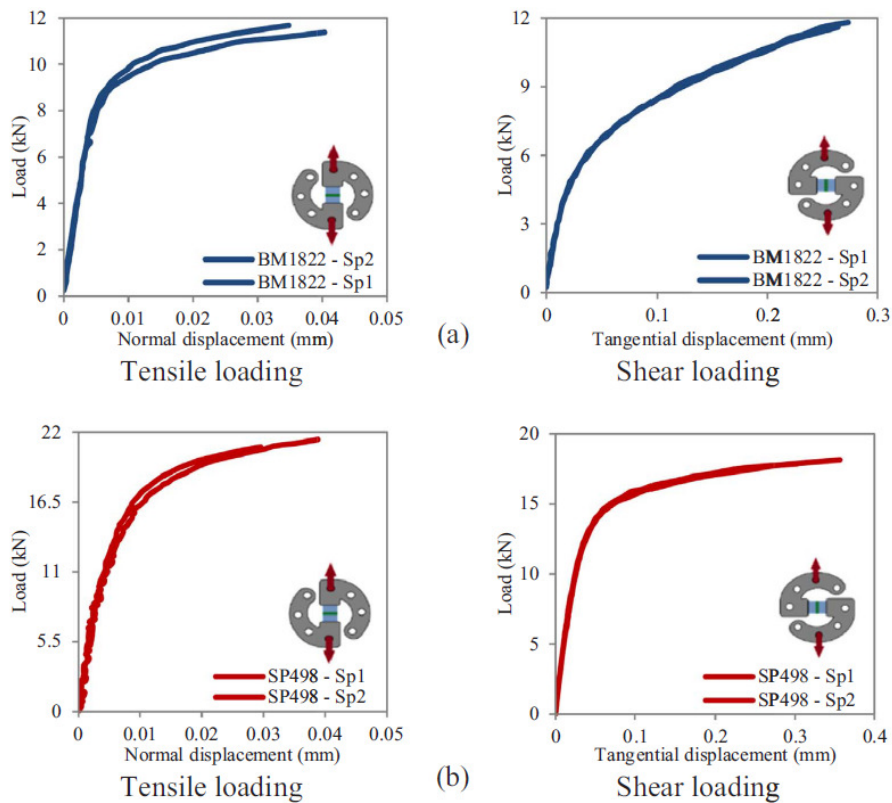 12
10
8
6
4
2
0
Load (kN)
BM1822 - Sp2
BM1822 - Sp1
0 0.01 0.02 0.03 0.04 0.05
Normal displacement (mm)
Tensile loading
12
9
6
3
0
Load (kN)
BM1822 - Sp1
BM1822 - Sp2
0 0.1 0.2 0.3
Tangential displacement (mm)
Shear loading
(a)
22
16.5
11
5.5
0
Load (kN)
SP498 - Sp1
SP498 - Sp2
0 0.01 0.02 0.03 0.04 0.05
Normal displacement (mm)
Tensile loading
20
15
10
5
0
Load (kN)
SP498 - Sp1
SP498 - Sp2
0 0.1 0.2 0.3 0.4
Tangential displacement (mm)
Shear loading
(b)